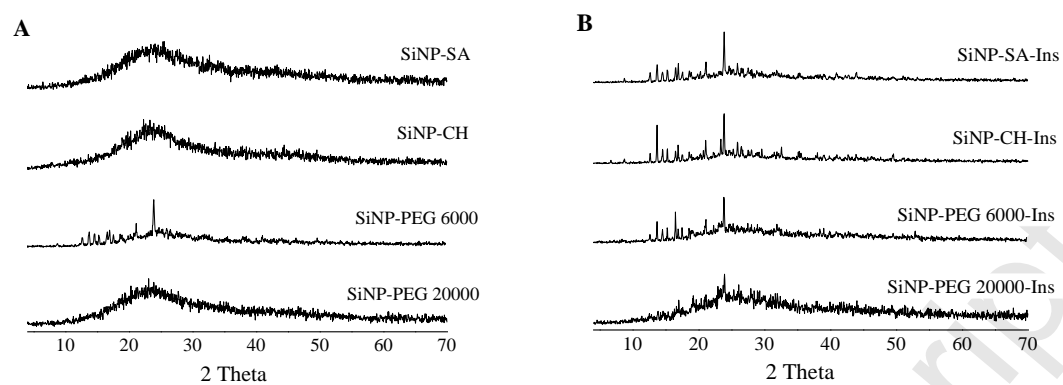 A
SiNP-SA
SiNP-CH
SiNP-PEG 6000
SiNP-PEG 20000
10 20 30 40 50 60 70
2 Theta
B
SiNP-SA-Ins
SiNP-CH-Ins
SiNP-PEG 6000-Ins
SiNP-PEG 20000-Ins
10 20 30 40 50 60 70
2 Theta
ript